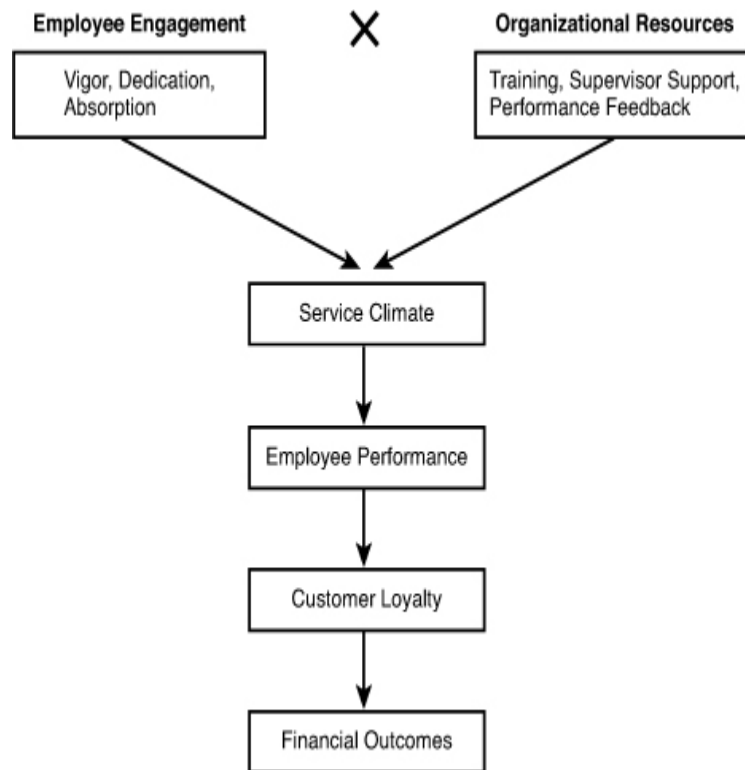 Employee Engagement
X
Organizational Resources
Vigor, Dedication,
Absorption
Training, Supervisor Support,
Performance Feedback
Service Climate
Employee Performance
Customer Loyalty
Financial Outcomes